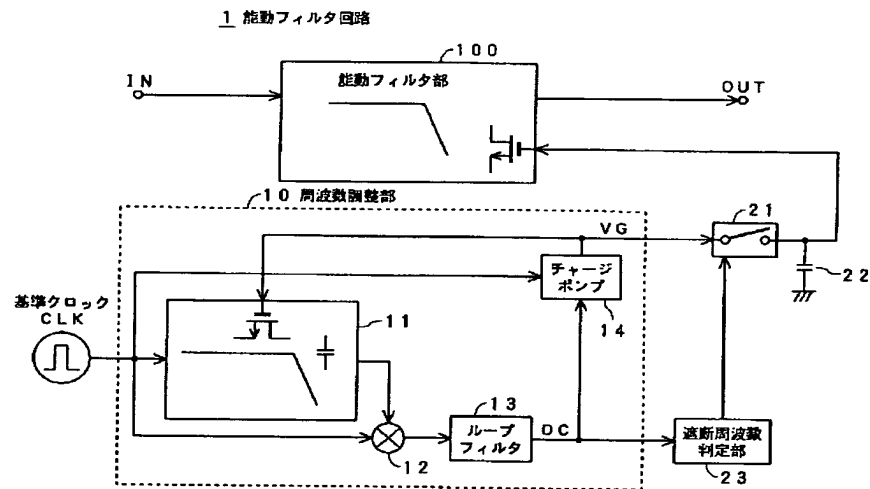 1 能動フィルタ回路
100
IN
能動フィルタ部
OUT
10 周波数調整部
21
VG
22
チャージ
ポンプ
14
基準クロック
CLK
11
13
ループ
フィルタ
DC
12
遮断周波数
判定部
23